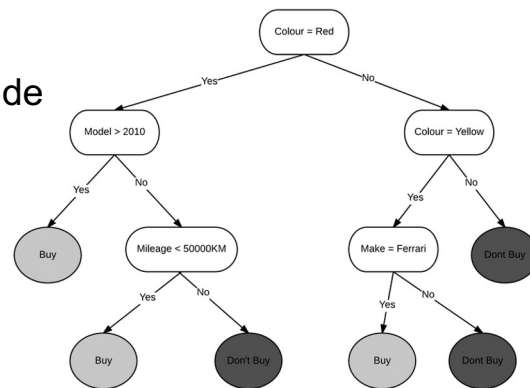 Colour = Red
Yes
No
de
Model > 2010
Colour = Yellow
Yes
No
Yes
No
Buy
Mileage < 50000KM
Make = Ferrari
Dont Buy
Yes
No
Yes
No
Buy
Don't Buy
Buy
Dont Buy